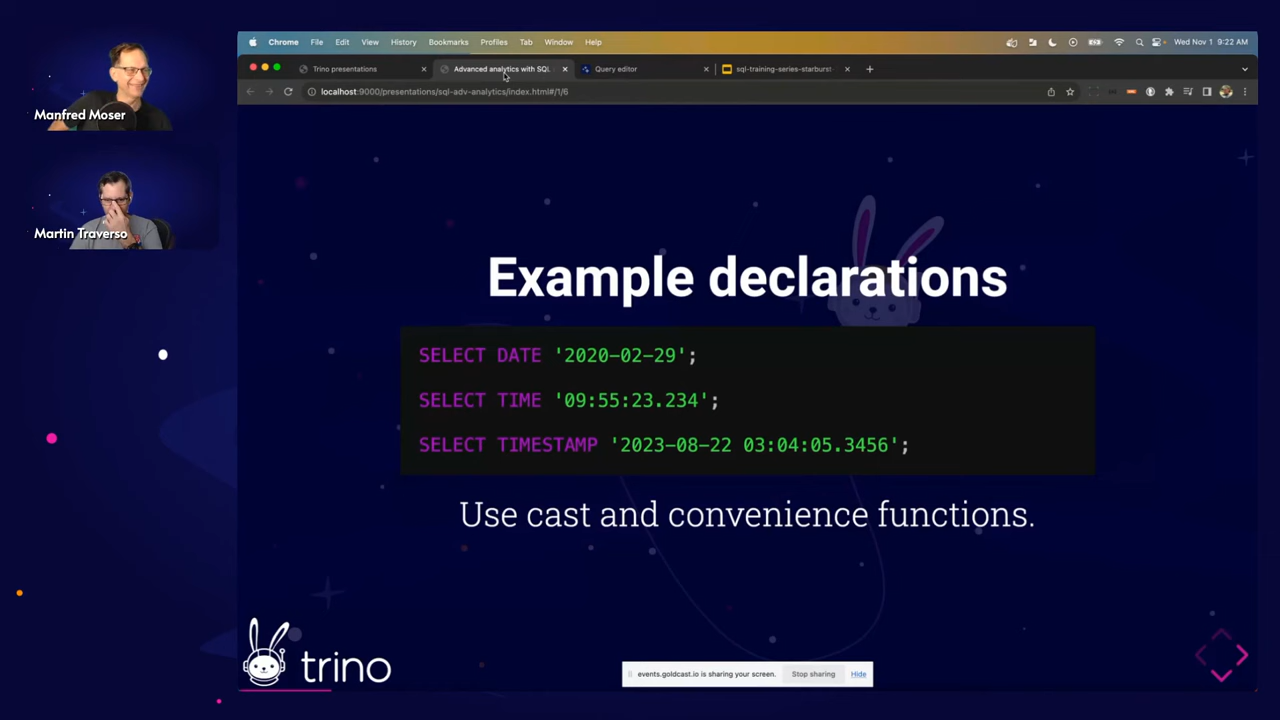 Chrome File Edit View History Bookmarks Profiles Tab Window Help
Wed Nov 1 9:22 AM
Trino presentations
Advanced analytics with SQL
Query editor
sql-training-series-starburst
localhost:9000/presentations/sql-adv-analytics/index.html#/1/6
Manfred Moser
Martin Traverso
Example declarations
SELECT DATE '2020-02-29';
SELECT TIME '09:55:23.234';
SELECT TIMESTAMP '2023-08-22 03:04:05.3456';
Use cast and convenience functions.
trino
events.goldcast.io is sharing your screen. Stop sharing Hide